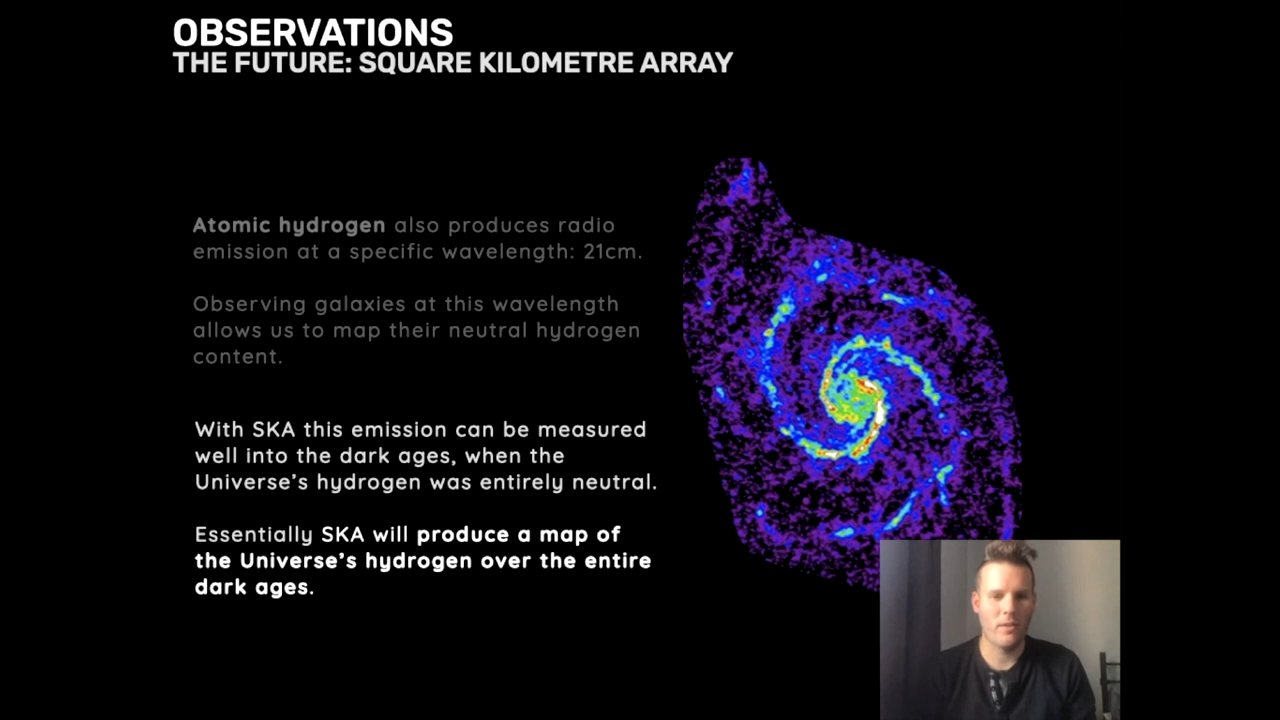 OBSERVATIONS
THE FUTURE: SQUARE KILOMETRE ARRAY
Atomic hydrogen also produces radio
emission at a specific wavelength: 21cm.
Observing galaxies at this wavelength
allows us to map their neutral hydrogen
content.
With SKA this emission can be measured
well into the dark ages, when the
Universe's hydrogen was entirely neutral.
Essentially SKA will produce a map of
the Universe's hydrogen over the entire
dark ages.